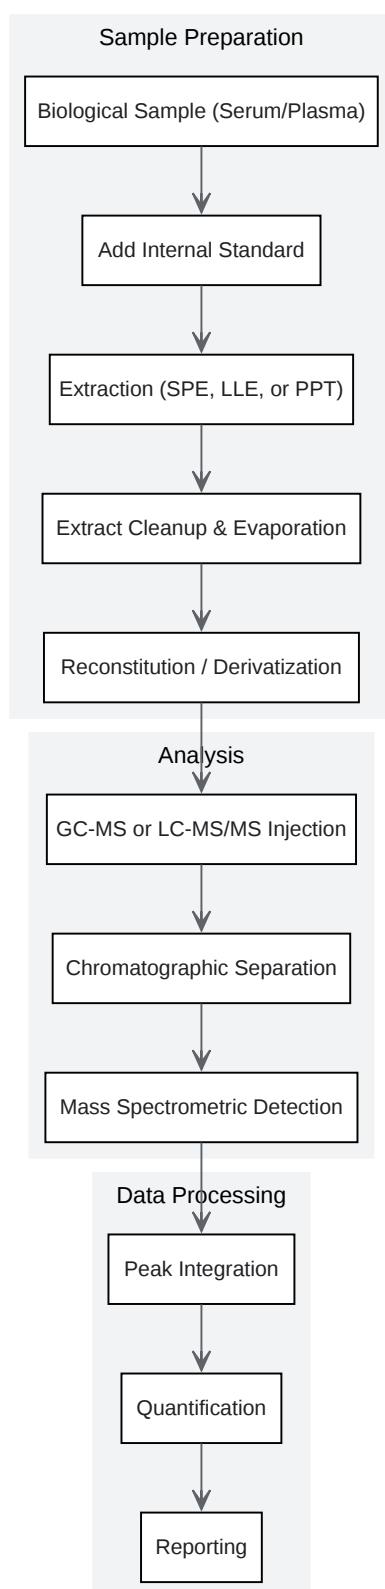 Sample Preparation
Biological Sample (Serum/Plasma)
Add Internal Standard
Extraction (SPE, LLE, or PPT)
Extract Cleanup & Evaporation
Reconstitution / Derivatization
Analysis
GC-MS or LC-MS/MS Injection
Chromatographic Separation
Mass Spectrometric Detection
Data Processing
Peak Integration
Quantification
Reporting